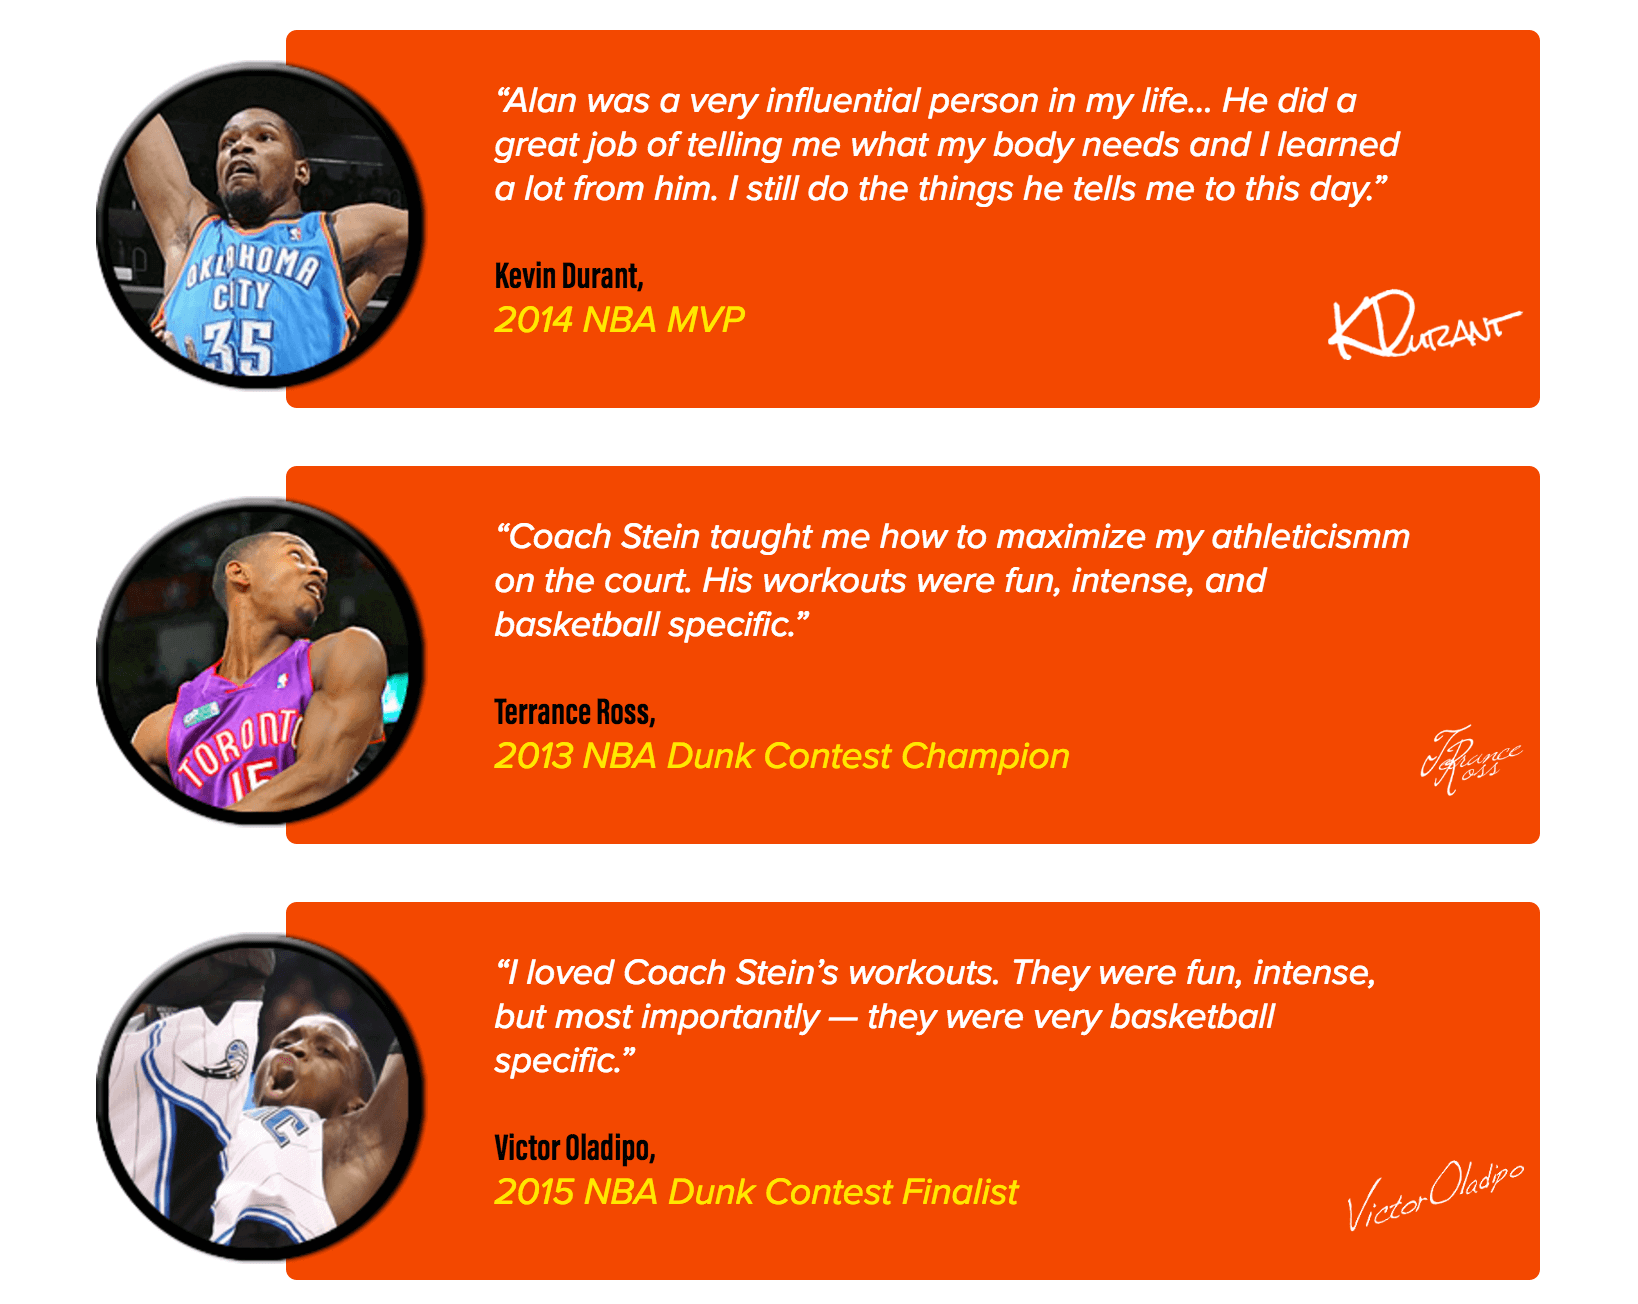 “Alan was a very influential person in my life... He did a
great job of telling me what my body needs and I learned
a lot from him. I still do the things he tells me to this day.”
Kevin Durant,
2014 NBA MVP
KDURANT
OKLAHOMA
CITY
35
“Coach Stein taught me how to maximize my athleticismm
on the court. His workouts were fun, intense, and
basketball specific.”
Terrance Ross,
2013 NBA Dunk Contest Champion
Terrance
Ross
TORONTO
15
“I loved Coach Stein’s workouts. They were fun, intense,
but most importantly — they were very basketball
specific.”
Victor Oladipo,
2015 NBA Dunk Contest Finalist
Victor Oladipo